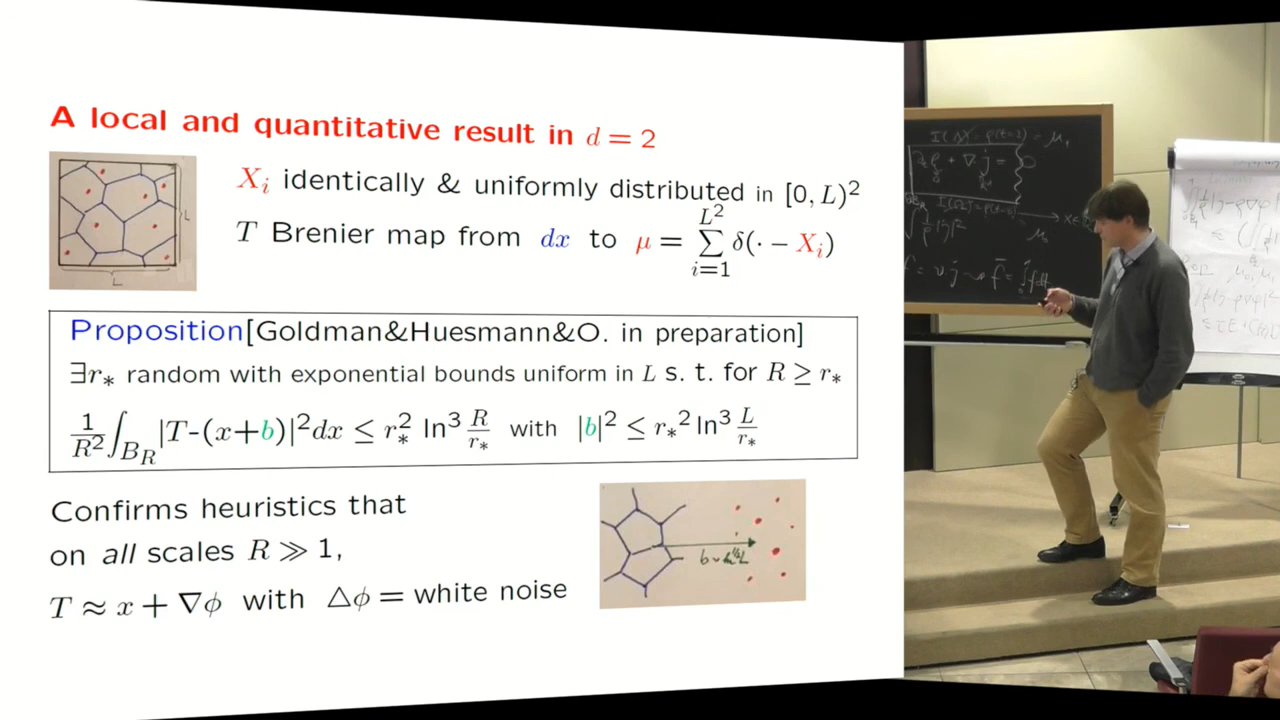 A local and quantitative result in d = 2
L
L
X_i identically & uniformly distributed in [0, L)^2
T Brenier map from dx to μ = ∑_{i=1}^{L^2} δ(· − X_i)
Proposition[Goldman&Huesmann&O. in preparation]
∃r_* random with exponential bounds uniform in L s. t. for R ≥ r_*
1/R^2 ∫_{B_R} |T-(x+b)|^2 dx ≤ r_*^2 ln^3 R/r_* with |b|^2 ≤ r_*^2 ln^3 L/r_*
Confirms heuristics that
on all scales R ≫ 1,
T ≈ x + ∇ϕ with △ϕ = white noise